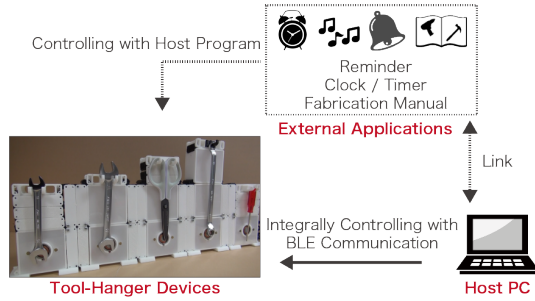 Controlling with Host Program
Reminder
Clock / Timer
Fabrication Manual
External Applications
Link
Integrally Controlling with
BLE Communication
Tool-Hanger Devices
Host PC